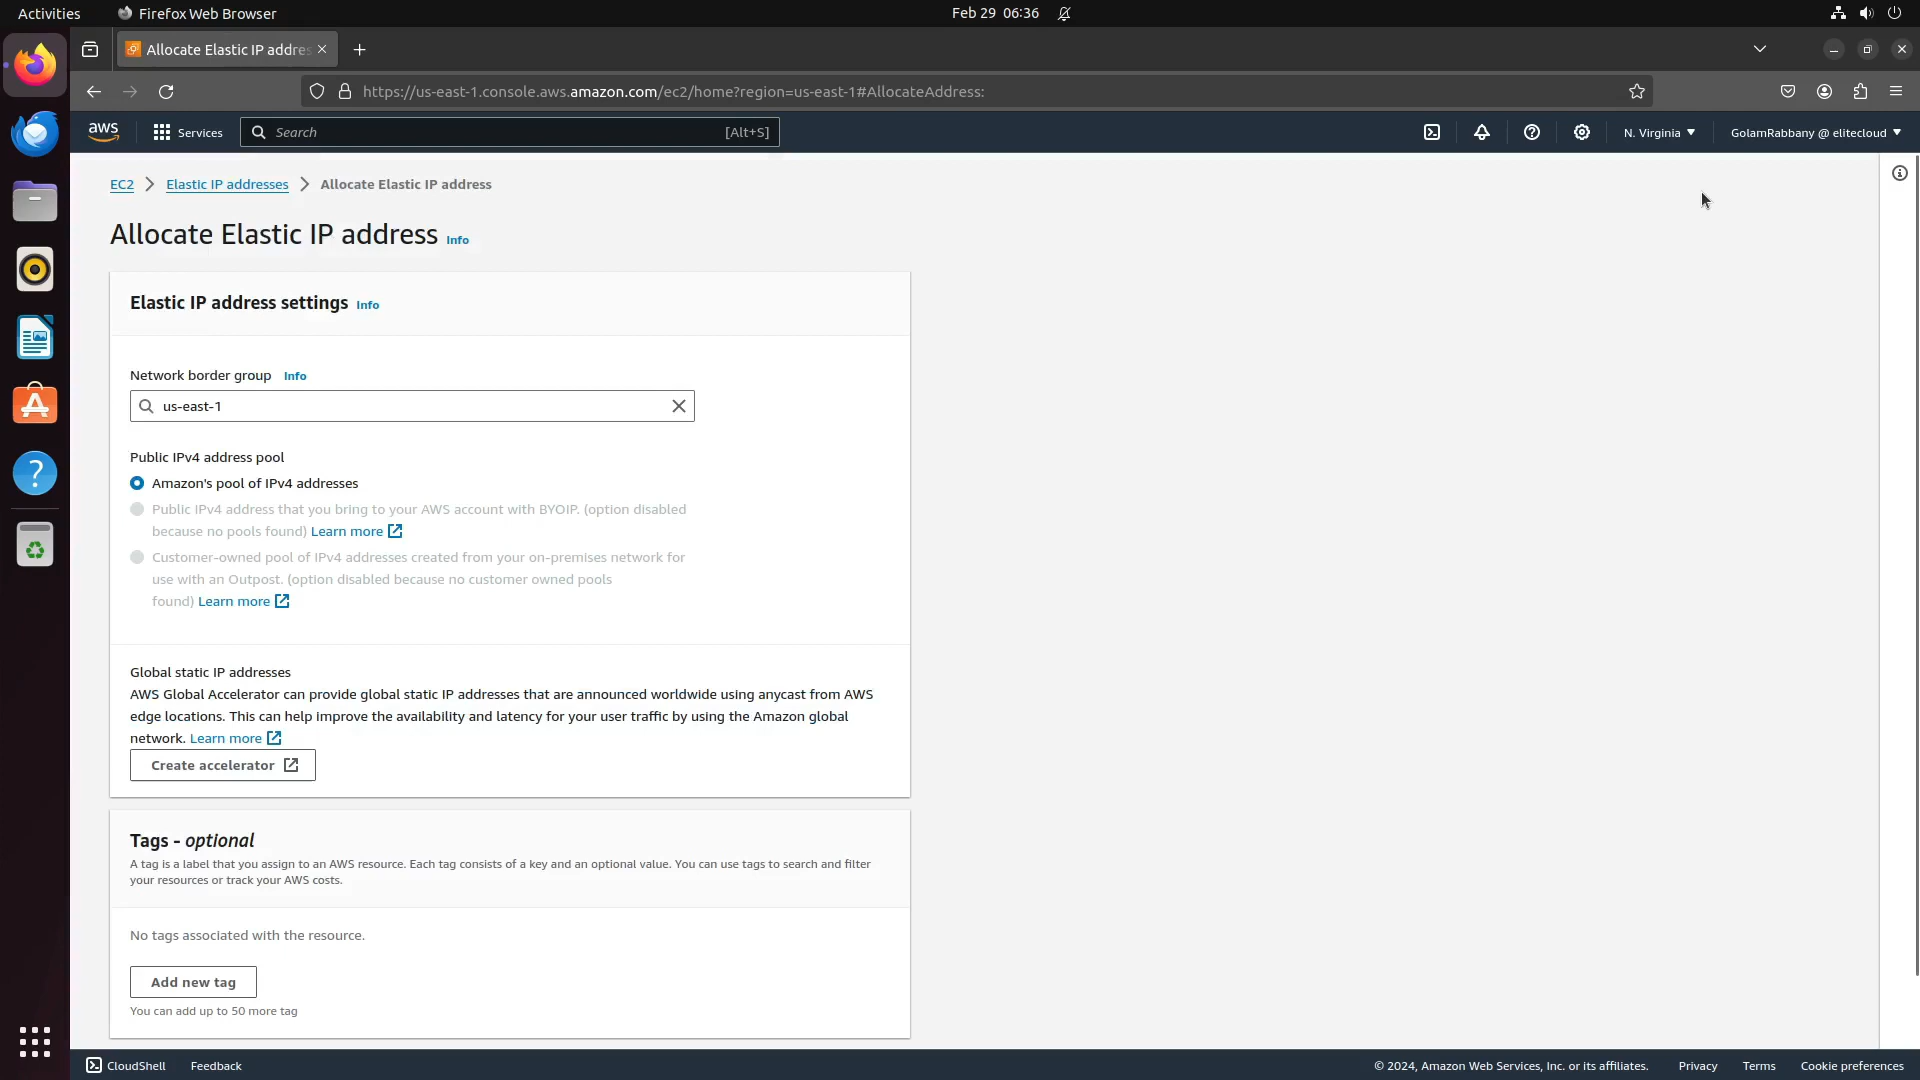 Activities Firefox Web Browser Feb 29 06:36
Allocate Elastic IP addres
https://us-east-1.console.aws.amazon.com/ec2/home?region=us-east-1#AllocateAddress:
aws Services Search [Alt+S] N. Virginia GolamRabbany @ elitecloud
EC2 Elastic IP addresses Allocate Elastic IP address
Allocate Elastic IP address Info
Elastic IP address settings Info
Network border group Info
us-east-1
Public IPv4 address pool
Amazon's pool of IPv4 addresses
Public IPv4 address that you bring to your AWS account with BYOIP. (option disabled
because no pools found) Learn more
Customer-owned pool of IPv4 addresses created from your on-premises network for
use with an Outpost. (option disabled because no customer owned pools
found) Learn more
Global static IP addresses
AWS Global Accelerator can provide global static IP addresses that are announced worldwide using anycast from AWS
edge locations. This can help improve the availability and latency for your user traffic by using the Amazon global
network. Learn more
Create accelerator
Tags - optional
A tag is a label that you assign to an AWS resource. Each tag consists of a key and an optional value. You can use tags to search and filter
your resources or track your AWS costs.
No tags associated with the resource.
Add new tag
You can add up to 50 more tag
CloudShell Feedback © 2024, Amazon Web Services, Inc. or its affiliates. Privacy Terms Cookie preferences